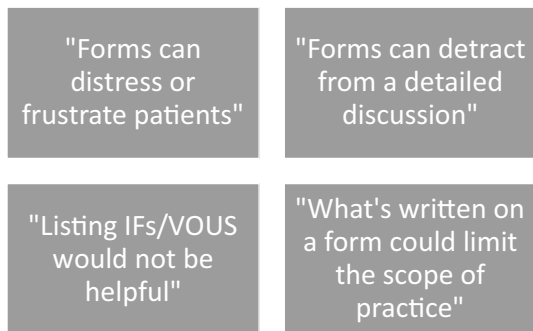 "Forms can
distress or
frustrate patients"
"Forms can detract
from a detailed
discussion"
"Listing IFs/VOUS
would not be
helpful"
"What's written on
a form could limit
the scope of
practice"